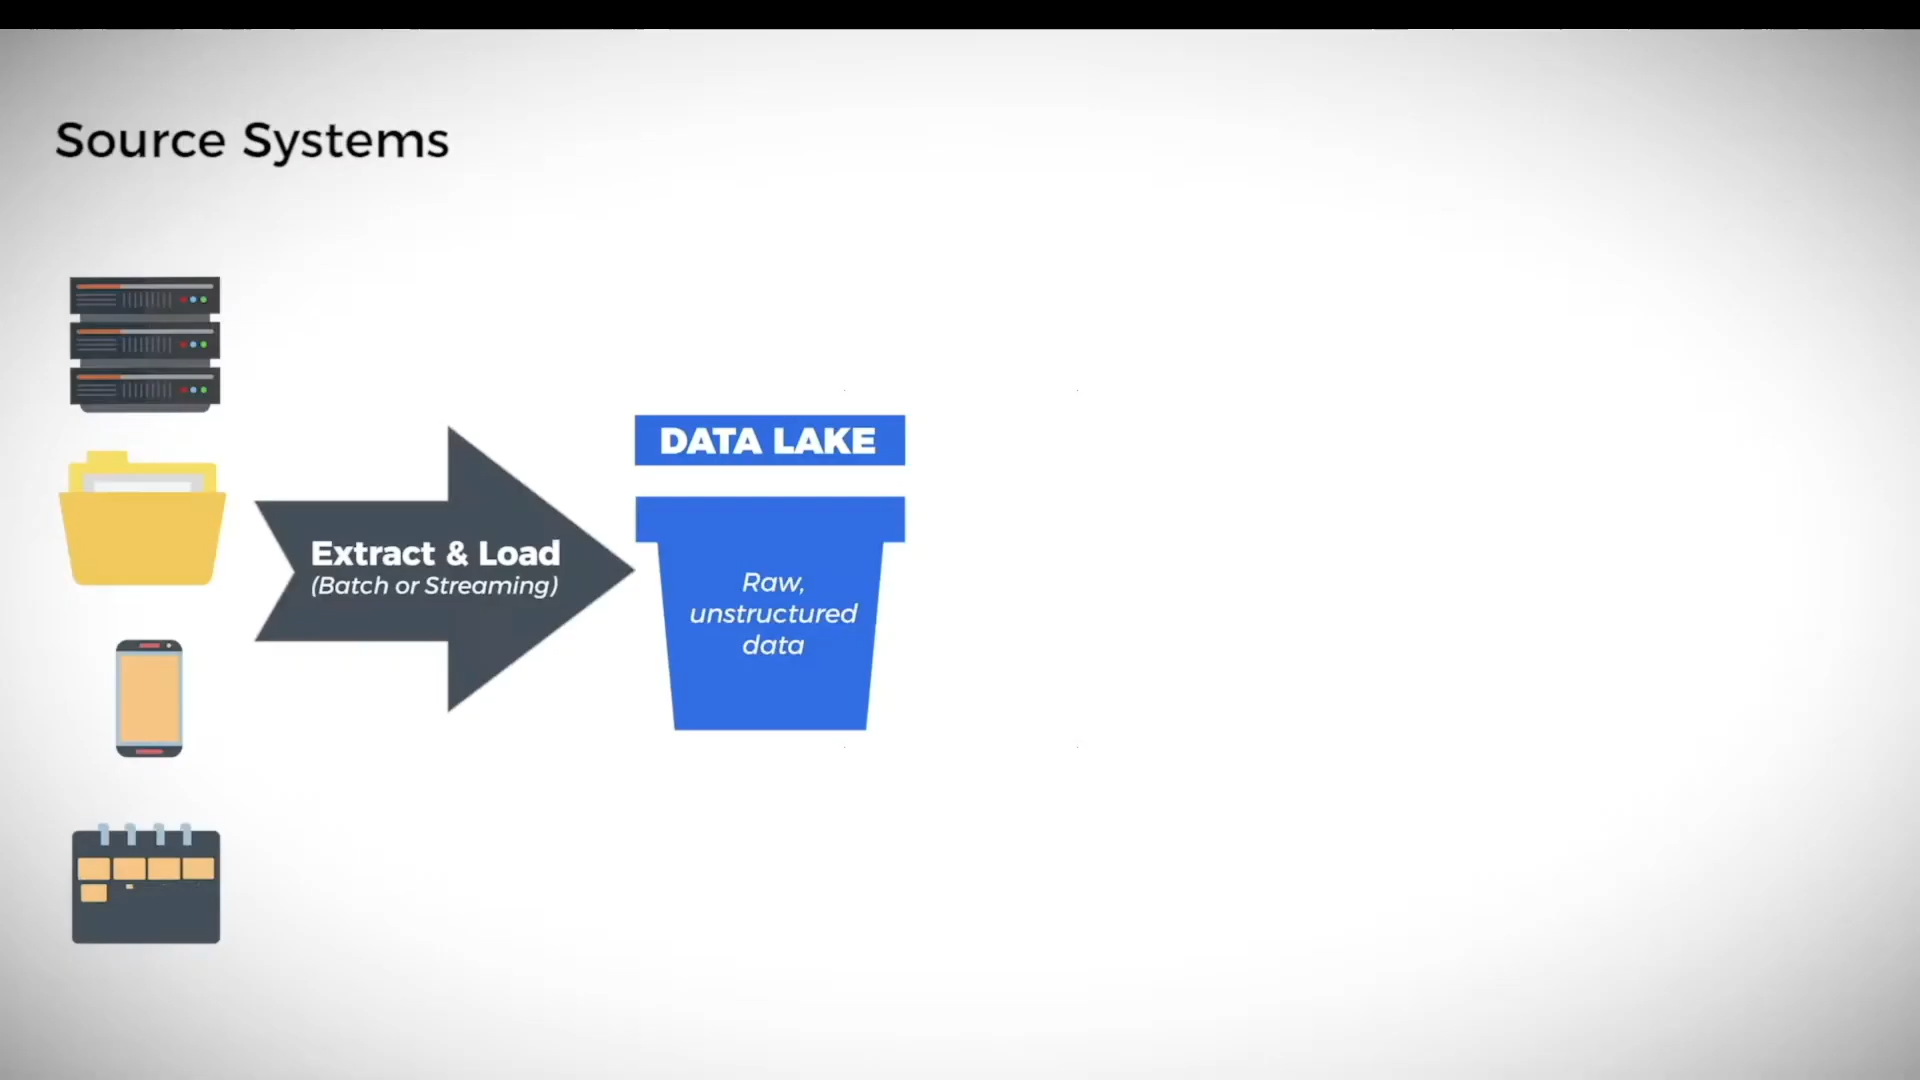 Source Systems
Extract & Load
(Batch or Streaming)
DATA LAKE
Raw,
unstructured
data